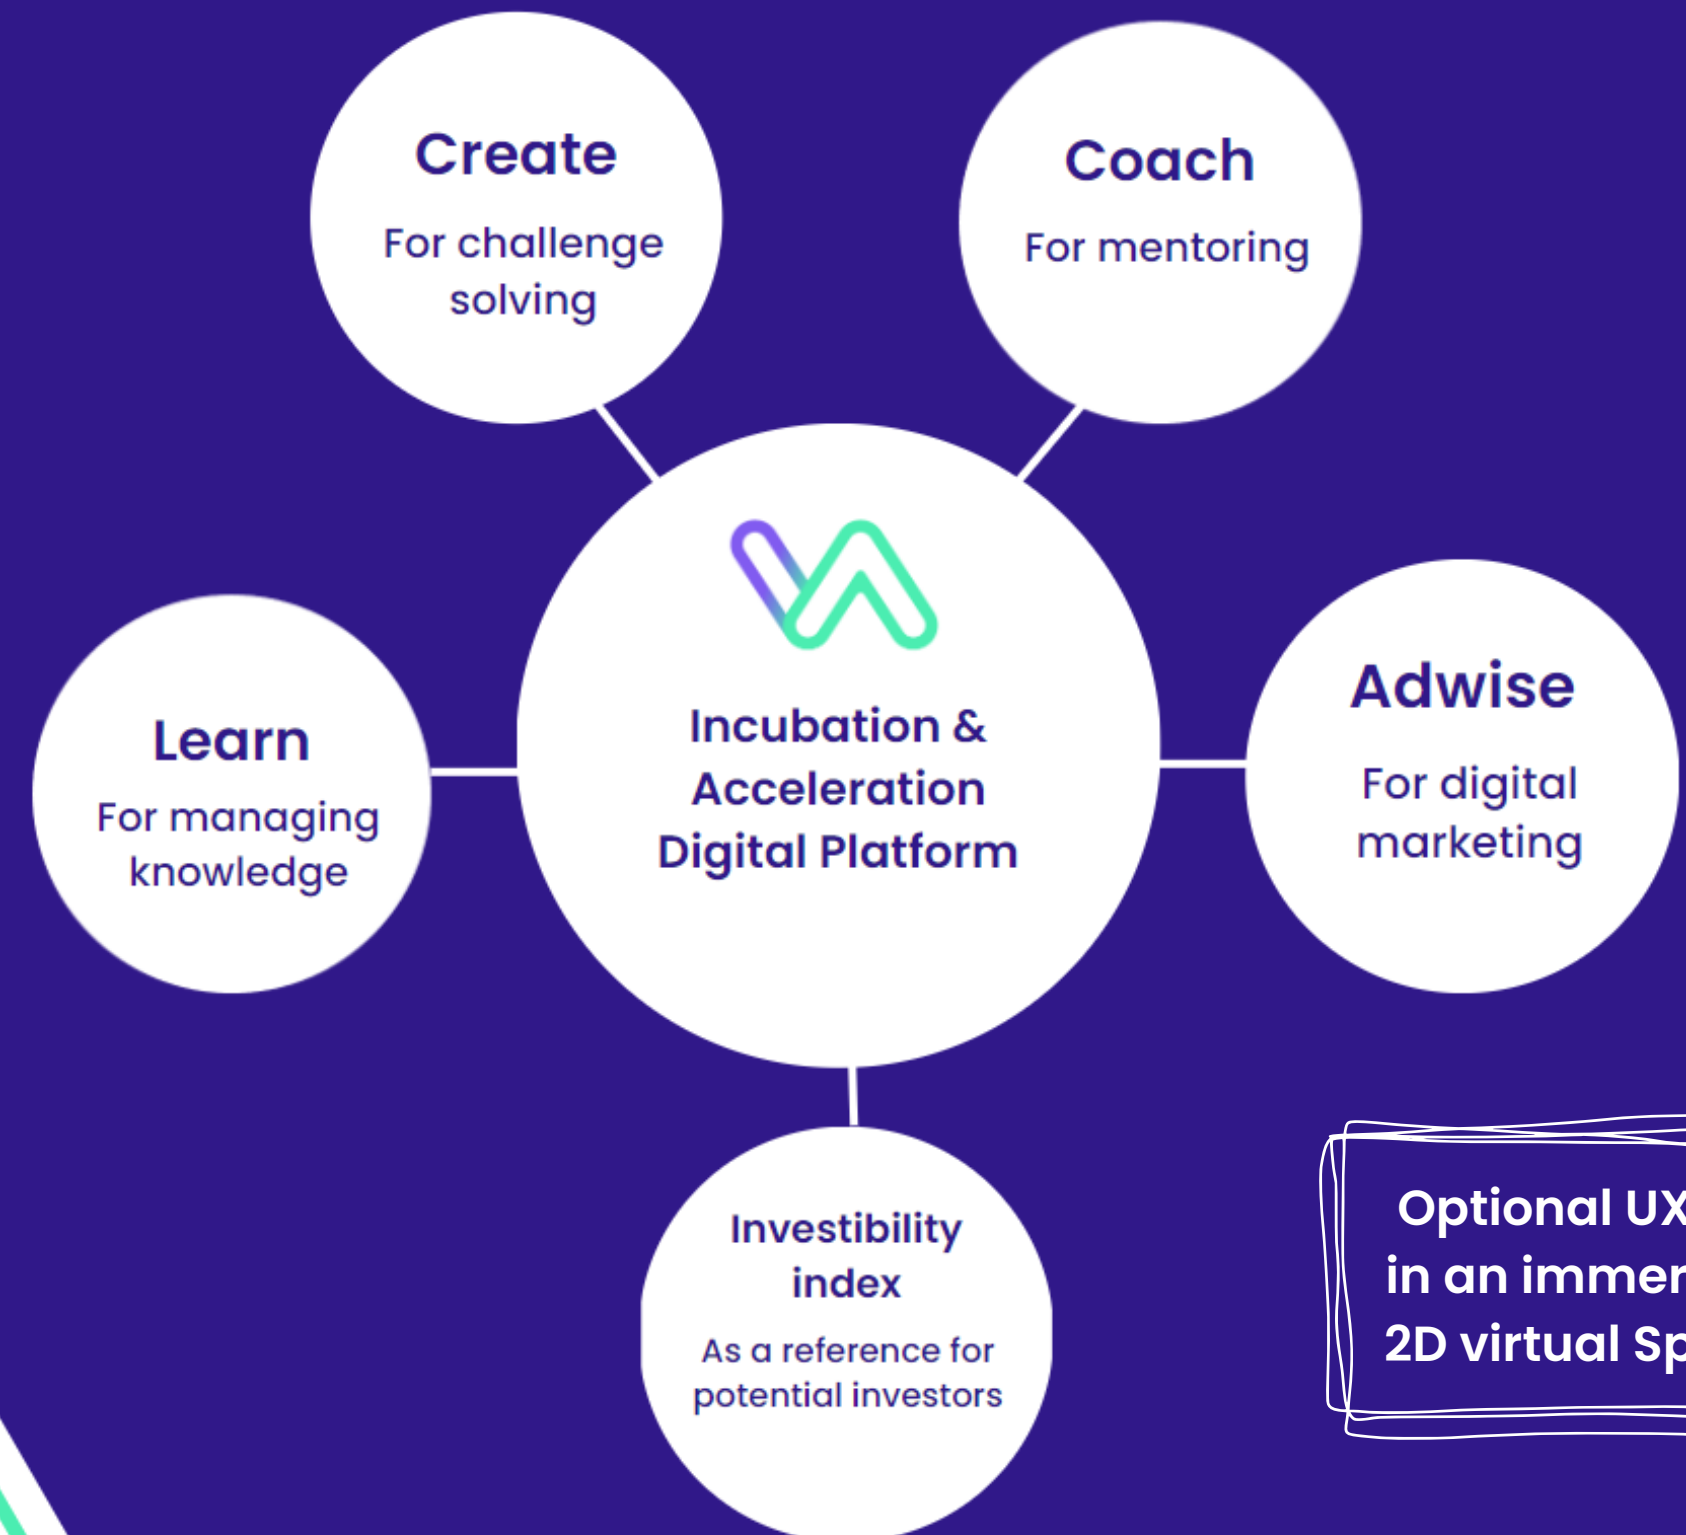 Create
For challenge
solving
Coach
For mentoring
Learn
For managing
knowledge
Incubation &
Acceleration
Digital Platform
Adwise
For digital
marketing
Investibility
index
As a reference for
potential investors
Optional UX
in an immer
2D virtual Sp